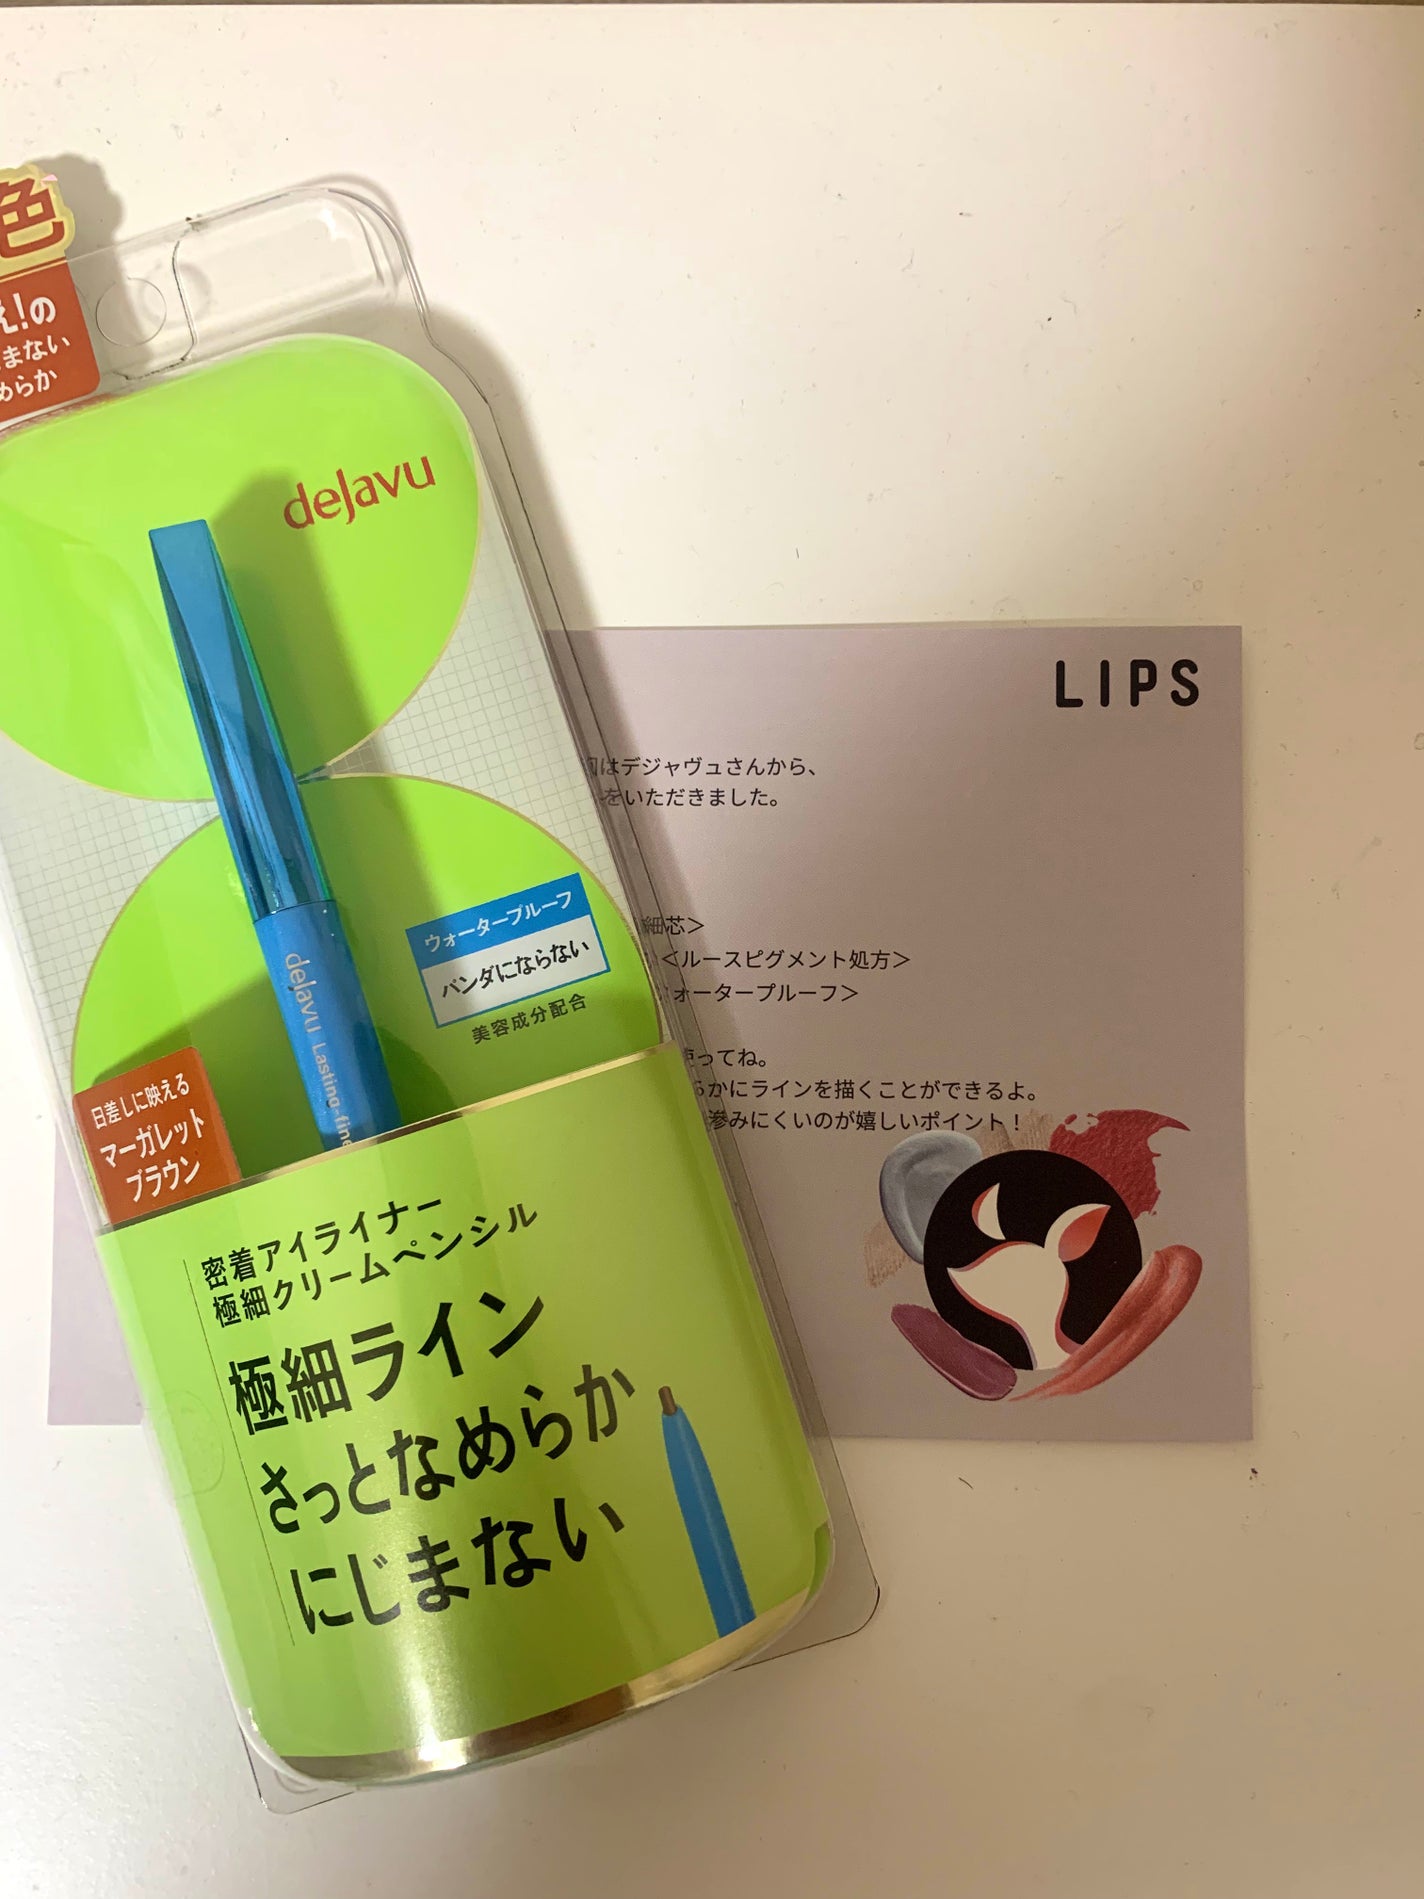 色
え!の
まない
めらか
dejavu
ウォータープルーフ
パンダにならない
美容成分配合
dejavu Lasting-fine
日差しに映える
マーガレット
ブラウン
密着アイライナー
極細クリームペンシル
極細ライン
さっとなめらか
にじまない
LIPS
はデジャヴュさんから、
をいただきました。
細芯＞
＜ルースピグメント処方＞
ォータープルーフ＞
使ってね。
らかにラインを描くことができるよ。
滲みにくいのが嬉しいポイント！